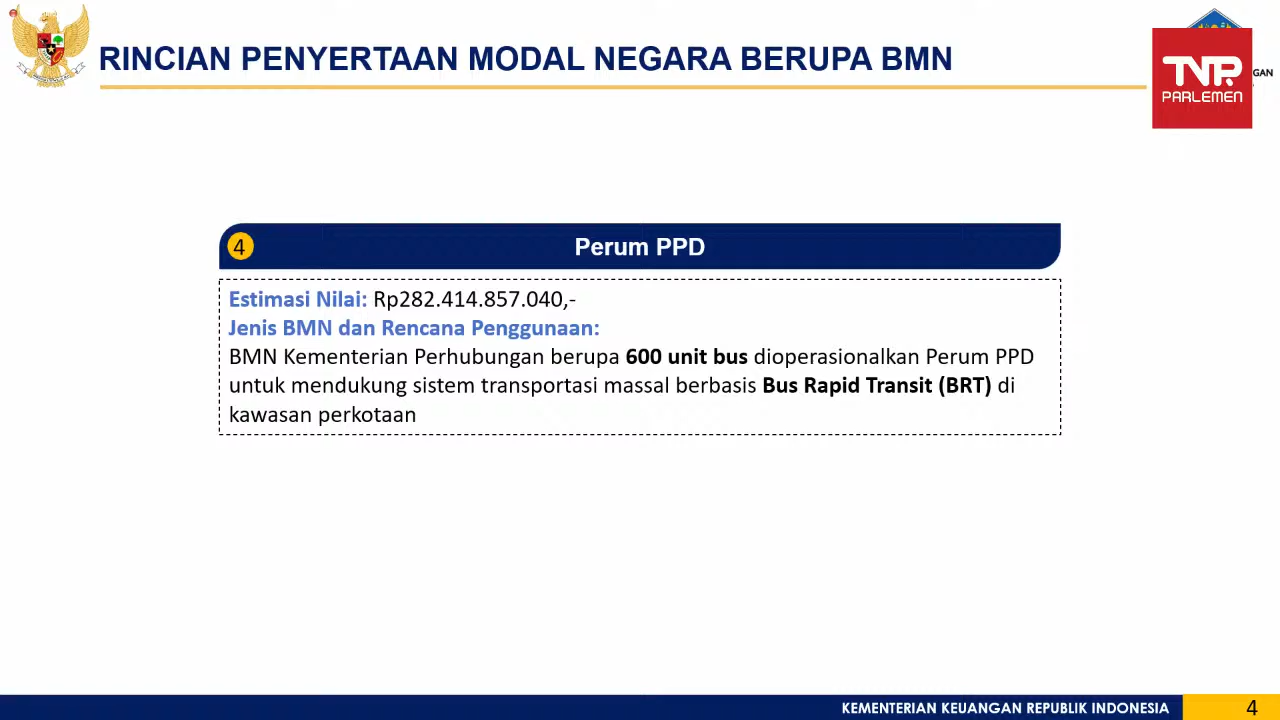 RINCIAN PENYERTAAN MODAL NEGARA BERUPA BMN
TVR
PARLEMEN
GAN
4
Perum PPD
Estimasi Nilai: Rp282.414.857.040,-
Jenis BMN dan Rencana Penggunaan:
BMN Kementerian Perhubungan berupa 600 unit bus dioperasionalkan Perum PPD
untuk mendukung sistem transportasi massal berbasis Bus Rapid Transit (BRT) di
kawasan perkotaan
KEMENTERIAN KEUANGAN REPUBLIK INDONESIA
4